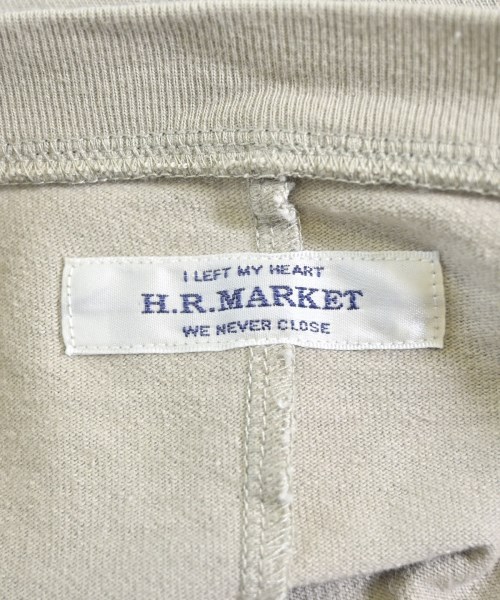 I LEFT MY HEART
H.R.MARKET
WE NEVER CLOSE